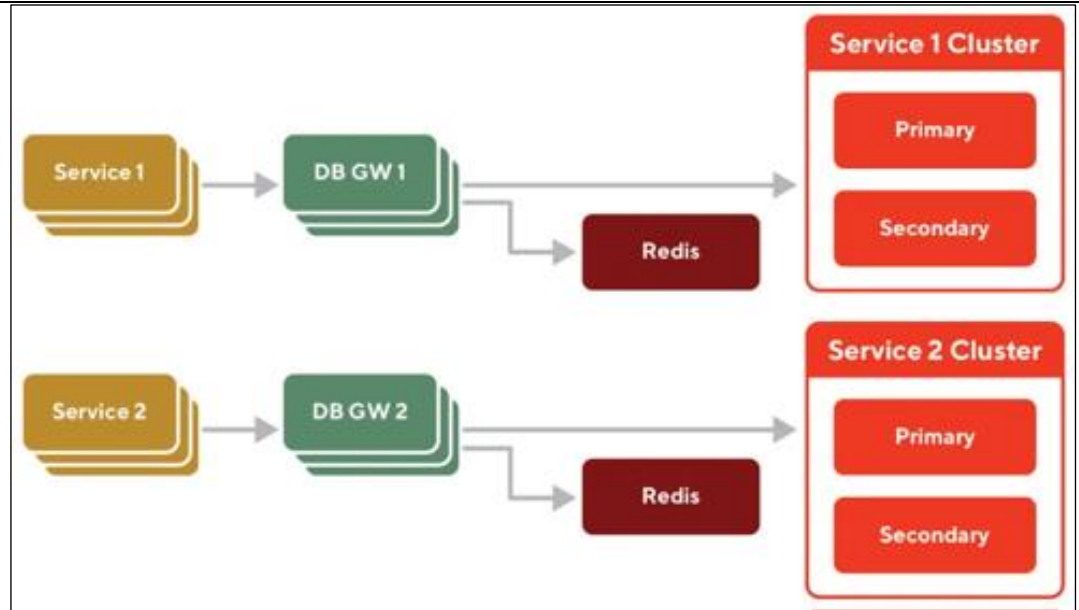 Service 1 Cluster
Primary
Service 1
DB GW 1
Secondary
Redis
Service 2 Cluster
Service 2
DB GW 2
Primary
Redis
Secondary